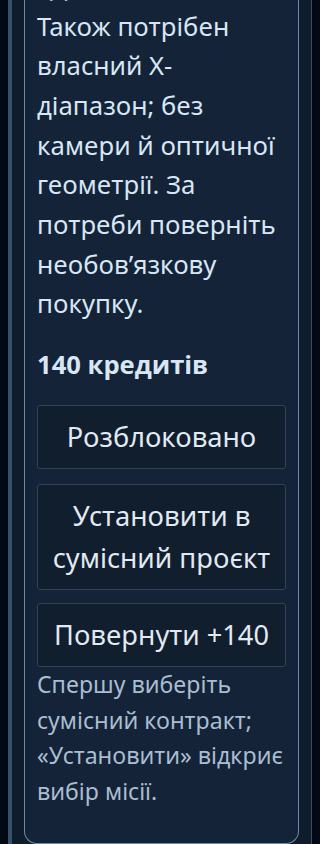 Також потрібен
власний X-
діапазон; без
камери й оптичної
геометрії. За
потреби поверніть
необов’язкову
покупку.
140 кредитів
Розблоковано
Установити в
сумісний проєкт
Повернути +140
Спершу виберіть
сумісний контракт;
«Установити» відкриє
вибір місії.